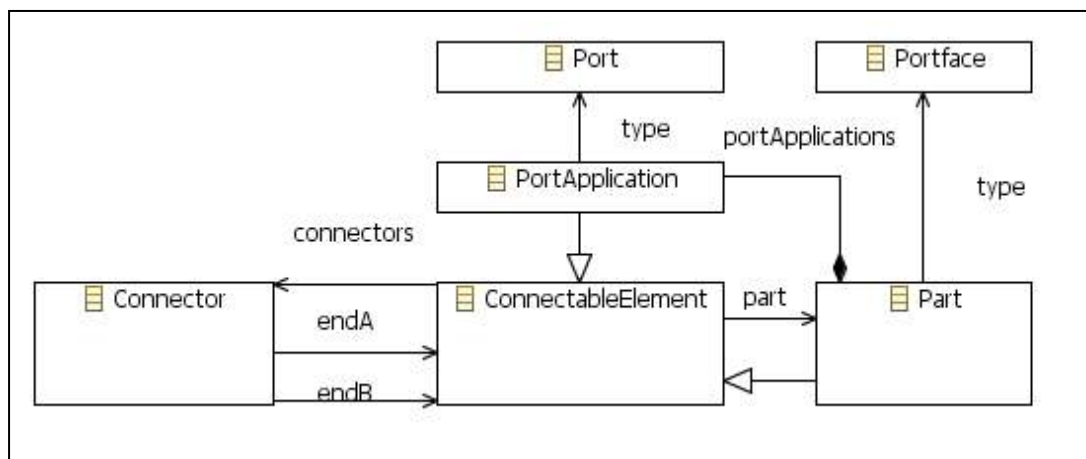 Port
Portface
type
portApplications
PortApplication
type
connectors
Connector
ConnectableElement
part
Part
endA
endB